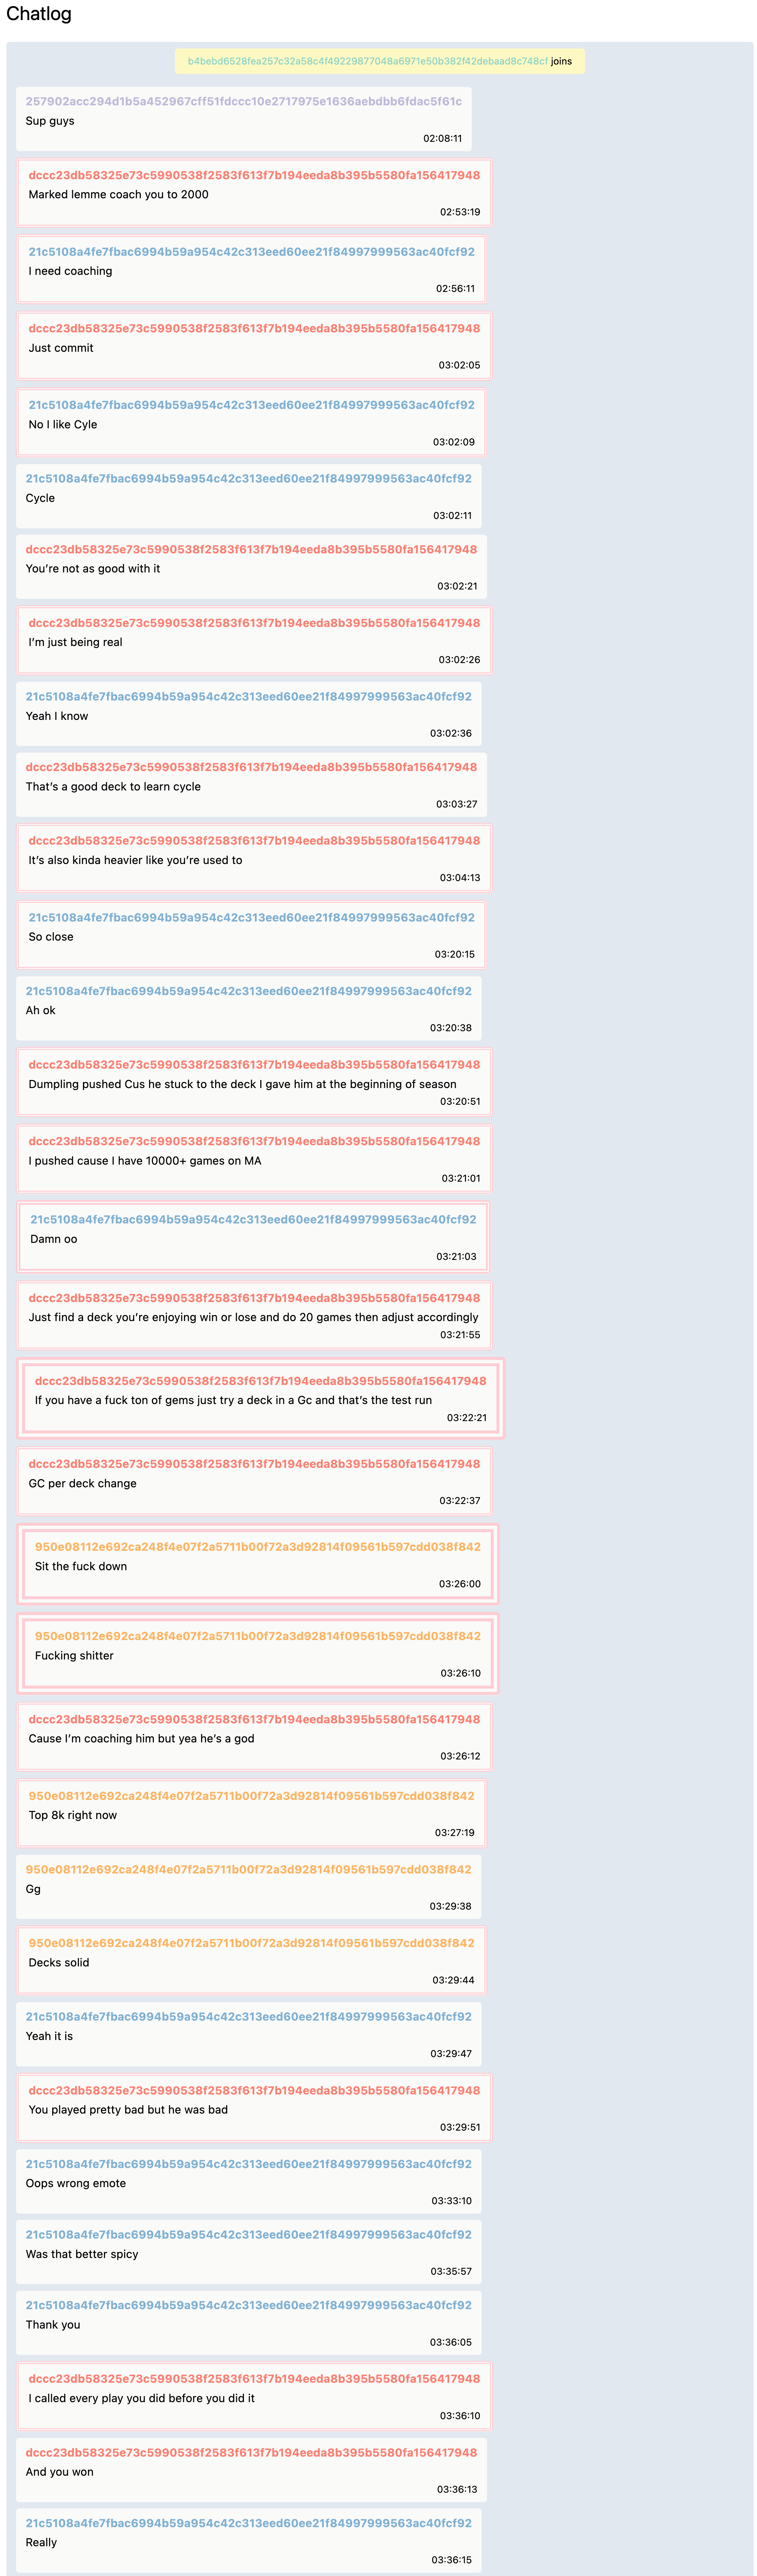 Chatlog
b4bebd6528fea257c32a58c4f49229877048a6971e50b382f42debaad8c748cf joins
257902acc294d1b5a452967cff51fdccc10e2717975e1636aebdbb6fdac5f61c
Sup guys
02:08:11
dccc23db58325e73c5990538f2583f613f7b194eeda8b395b5580fa156417948
Marked lemme coach you to 2000
02:53:19
21c5108a4fe7fbac6994b59a954c42c313eed60ee21f84997999563ac40fcf92
I need coaching
02:56:11
dccc23db58325e73c5990538f2583f613f7b194eeda8b395b5580fa156417948
Just commit
03:02:05
21c5108a4fe7fbac6994b59a954c42c313eed60ee21f84997999563ac40fcf92
No I like Cyle
03:02:09
21c5108a4fe7fbac6994b59a954c42c313eed60ee21f84997999563ac40fcf92
Cycle
03:02:11
dccc23db58325e73c5990538f2583f613f7b194eeda8b395b5580fa156417948
You’re not as good with it
03:02:21
dccc23db58325e73c5990538f2583f613f7b194eeda8b395b5580fa156417948
I’m just being real
03:02:26
21c5108a4fe7fbac6994b59a954c42c313eed60ee21f84997999563ac40fcf92
Yeah I know
03:02:36
dccc23db58325e73c5990538f2583f613f7b194eeda8b395b5580fa156417948
That’s a good deck to learn cycle
03:03:27
dccc23db58325e73c5990538f2583f613f7b194eeda8b395b5580fa156417948
It’s also kinda heavier like you’re used to
03:04:13
21c5108a4fe7fbac6994b59a954c42c313eed60ee21f84997999563ac40fcf92
So close
03:20:15
21c5108a4fe7fbac6994b59a954c42c313eed60ee21f84997999563ac40fcf92
Ah ok
03:20:38
dccc23db58325e73c5990538f2583f613f7b194eeda8b395b5580fa156417948
Dumpling pushed Cus he stuck to the deck I gave him at the beginning of season
03:20:51
dccc23db58325e73c5990538f2583f613f7b194eeda8b395b5580fa156417948
I pushed cause I have 10000+ games on MA
03:21:01
21c5108a4fe7fbac6994b59a954c42c313eed60ee21f84997999563ac40fcf92
Damn oo
03:21:03
dccc23db58325e73c5990538f2583f613f7b194eeda8b395b5580fa156417948
Just find a deck you’re enjoying win or lose and do 20 games then adjust accordingly
03:21:55
dccc23db58325e73c5990538f2583f613f7b194eeda8b395b5580fa156417948
If you have a fuck ton of gems just try a deck in a Gc and that’s the test run
03:22:21
dccc23db58325e73c5990538f2583f613f7b194eeda8b395b5580fa156417948
GC per deck change
03:22:37
950e08112e692ca248f4e07f2a5711b00f72a3d92814f09561b597cdd038f842
Sit the fuck down
03:26:00
950e08112e692ca248f4e07f2a5711b00f72a3d92814f09561b597cdd038f842
Fucking shitter
03:26:10
dccc23db58325e73c5990538f2583f613f7b194eeda8b395b5580fa156417948
Cause I’m coaching him but yea he’s a god
03:26:12
950e08112e692ca248f4e07f2a5711b00f72a3d92814f09561b597cdd038f842
Top 8k right now
03:27:19
950e08112e692ca248f4e07f2a5711b00f72a3d92814f09561b597cdd038f842
Gg
03:29:38
950e08112e692ca248f4e07f2a5711b00f72a3d92814f09561b597cdd038f842
Decks solid
03:29:44
21c5108a4fe7fbac6994b59a954c42c313eed60ee21f84997999563ac40fcf92
Yeah it is
03:29:47
dccc23db58325e73c5990538f2583f613f7b194eeda8b395b5580fa156417948
You played pretty bad but he was bad
03:29:51
21c5108a4fe7fbac6994b59a954c42c313eed60ee21f84997999563ac40fcf92
Oops wrong emote
03:33:10
21c5108a4fe7fbac6994b59a954c42c313eed60ee21f84997999563ac40fcf92
Was that better spicy
03:35:57
21c5108a4fe7fbac6994b59a954c42c313eed60ee21f84997999563ac40fcf92
Thank you
03:36:05
dccc23db58325e73c5990538f2583f613f7b194eeda8b395b5580fa156417948
I called every play you did before you did it
03:36:10
dccc23db58325e73c5990538f2583f613f7b194eeda8b395b5580fa156417948
And you won
03:36:13
21c5108a4fe7fbac6994b59a954c42c313eed60ee21f84997999563ac40fcf92
Really
03:36:15